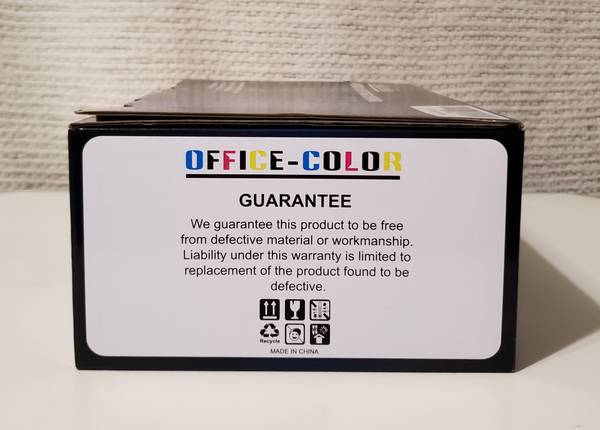 OFFICE-COLOR
GUARANTEE
We guarantee this product to be free
from defective material or workmanship.
Liability under this warranty is limited to
replacement of the product found to be
defective.
Recycle
MADE IN CHINA